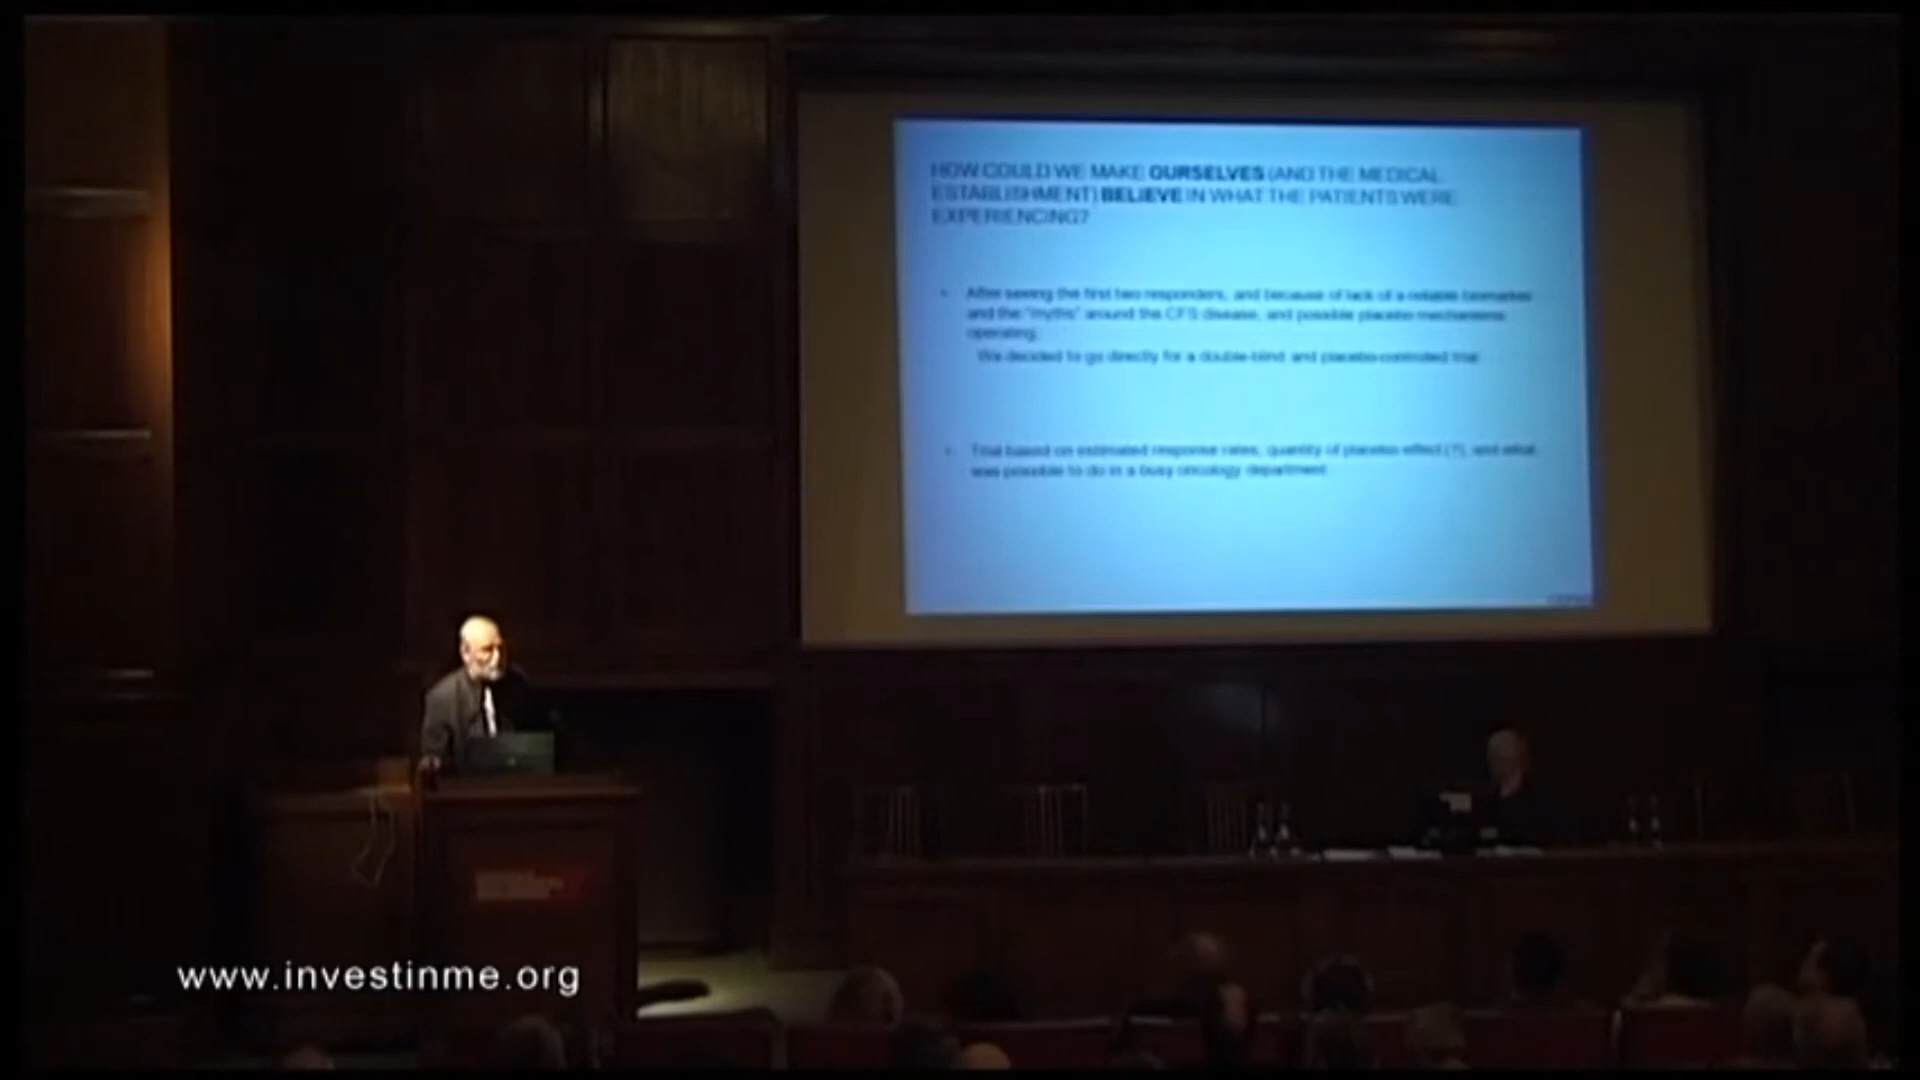 HOW COULD WE MAKE OURSELVES (AND THE MEDICAL
ESTABLISHMENT) BELIEVE IN WHAT THE PATIENTS WERE
EXPERIENCING?
• After seeing the first two responders, and because of lack of a reliable biomarker
and the "myths" around the CFS disease, and possible placebo mechanisms
operating:
We decided to go directly for a double-blind and placebo-controlled trial
• Trial based on estimated response rates, quantity of placebo effect (?), and what
was possible to do in a busy oncology department
www.investinme.org